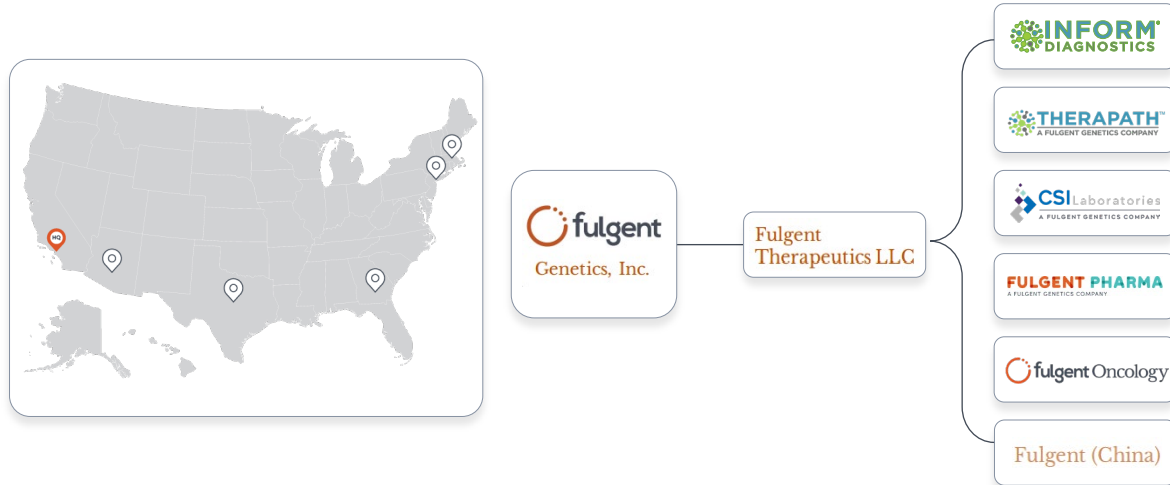 HQ
fulgent
Genetics, Inc.
Fulgent
Therapeutics LLC
INFORM
DIAGNOSTICS
THERAPATH™
A FULGENT GENETICS COMPANY
CSI Laboratories
A FULGENT GENETICS COMPANY
FULGENT PHARMA
A FULGENT GENETICS COMPANY
fulgent Oncology
Fulgent (China)